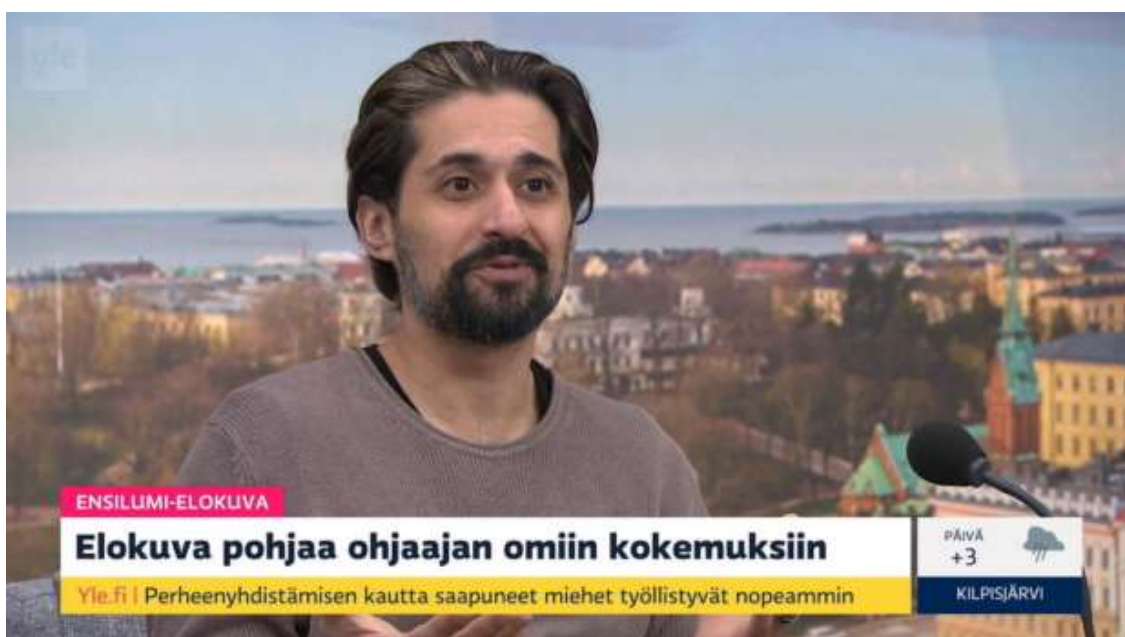 yle
ENSILUMI-ELOKUVA
Elokuva pohjaa ohjaajan omiin kokemuksiin
Yle.fi | Perheenyhdistämisen kautta saapuneet miehet työllistyvät nopeammin
PÄIVÄ
+3
KILPISJÄRVI